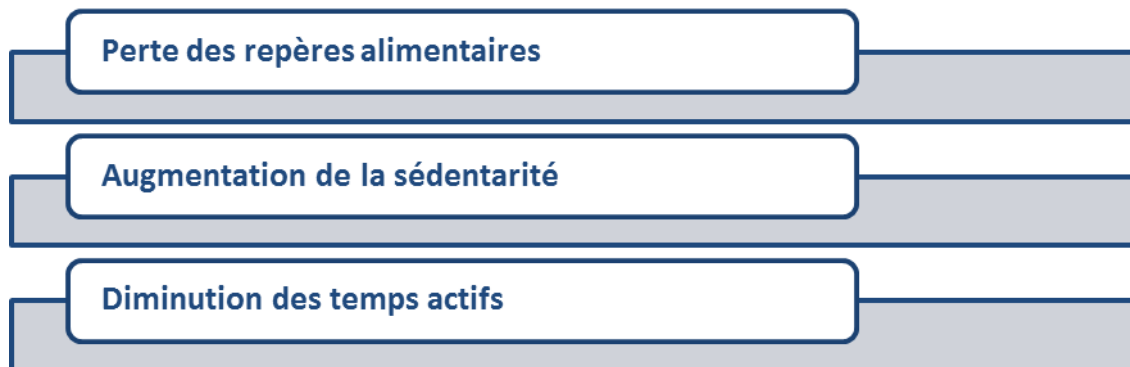 Perte des repères alimentaires
Augmentation de la sédentarité
Diminution des temps actifs